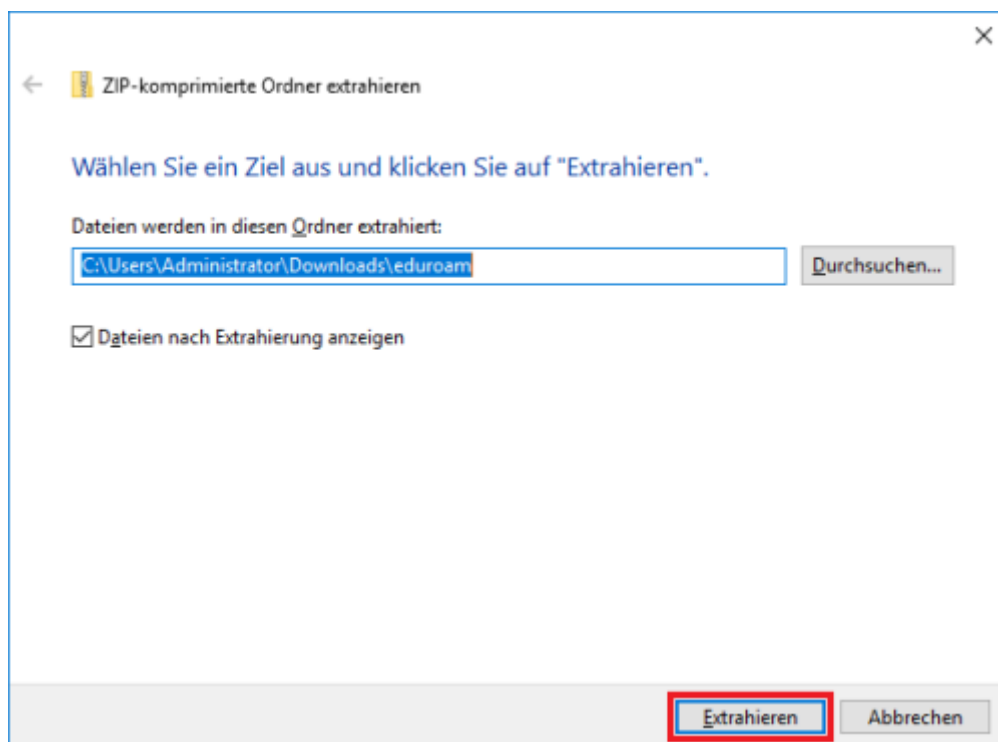 ZIP-komprimierte Ordner extrahieren
Wählen Sie ein Ziel aus und klicken Sie auf "Extrahieren".
Dateien werden in diesen Ordner extrahiert:
C:\Users\Administrator\Downloads\eduroam
Durchsuchen...
Dateien nach Extrahierung anzeigen
Extrahieren
Abbrechen